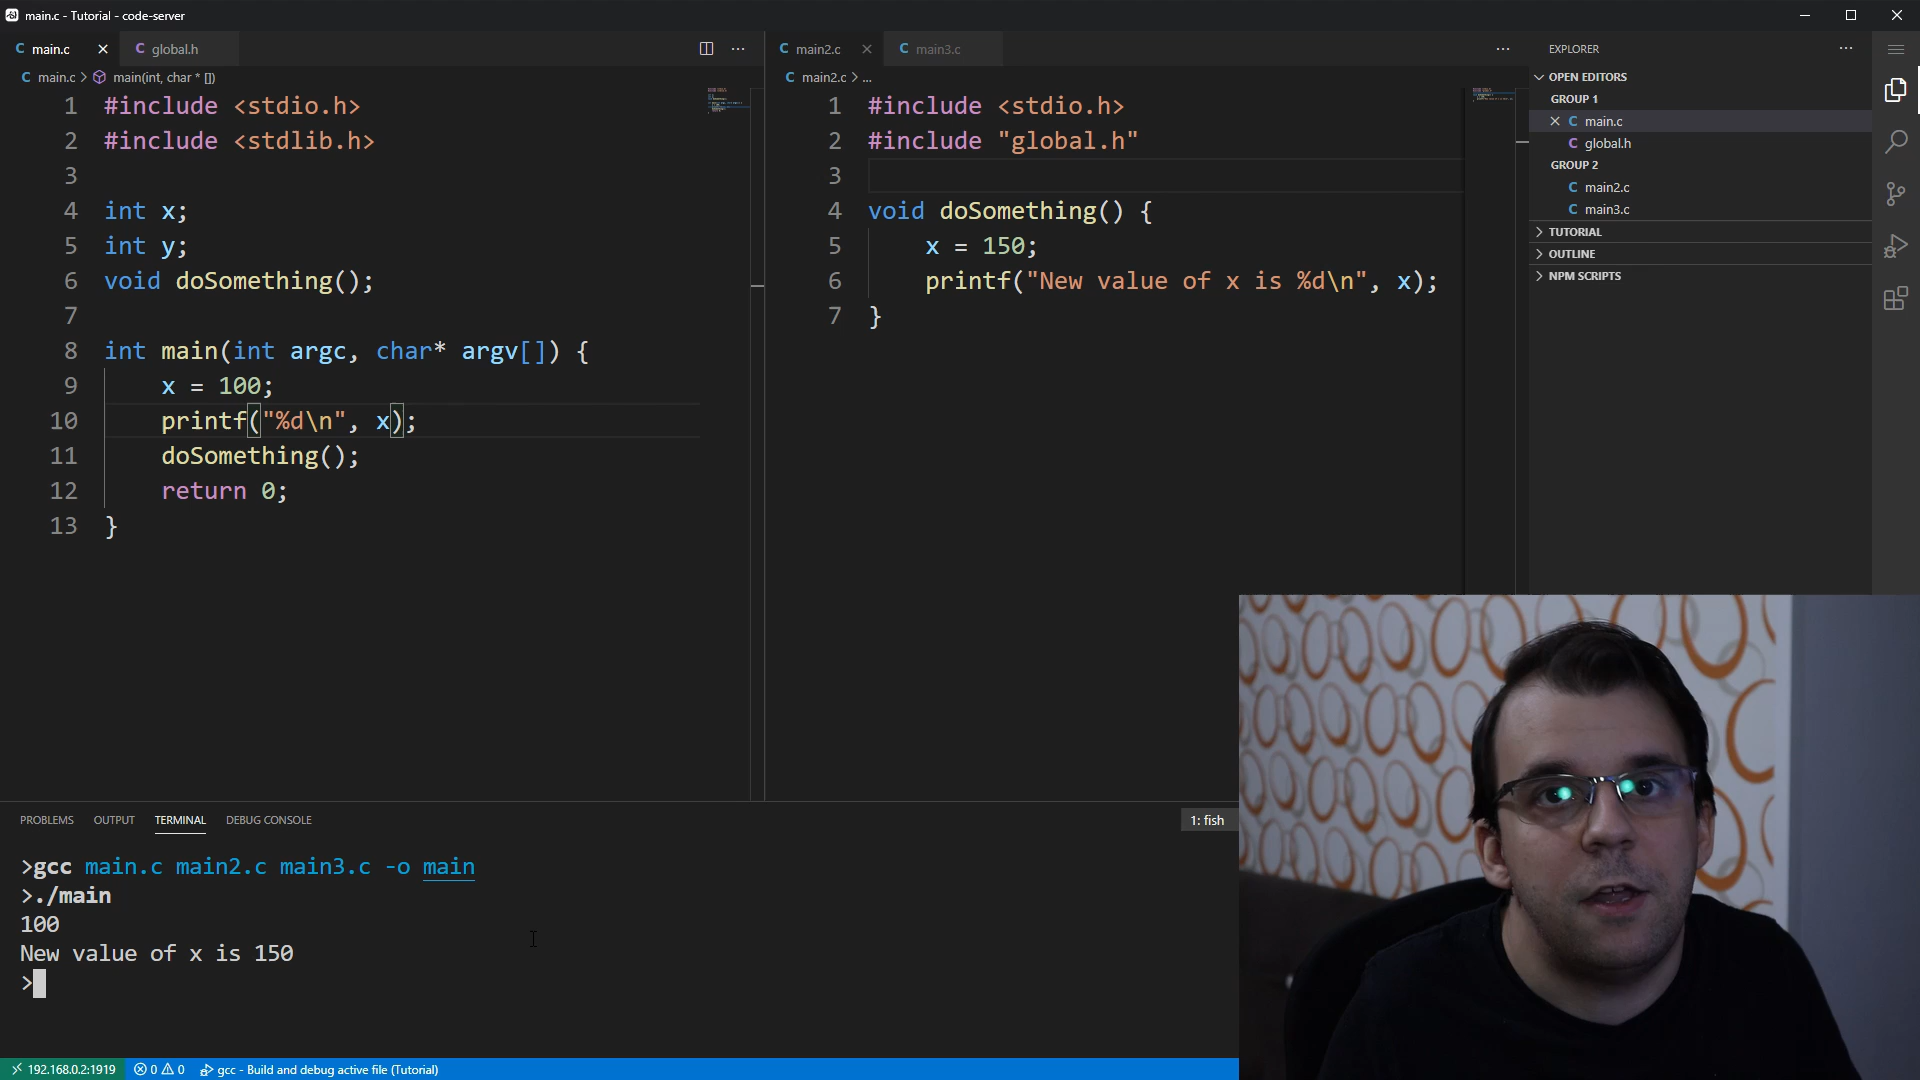 main.c - Tutorial - code-server
C main.c
C global.h
C main.c > main(int, char * [])
1 #include <stdio.h>
2 #include <stdlib.h>
3
4 int x;
5 int y;
6 void doSomething();
7
8 int main(int argc, char* argv[]) {
9 x = 100;
10 printf("%d\n", x);
11 doSomething();
12 return 0;
13 }
C main2.c
C main3.c
C main2.c > ...
1 #include <stdio.h>
2 #include "global.h"
3
4 void doSomething() {
5 x = 150;
6 printf("New value of x is %d\n", x);
7 }
EXPLORER
OPEN EDITORS
GROUP 1
C main.c
C global.h
GROUP 2
C main2.c
C main3.c
TUTORIAL
OUTLINE
NPM SCRIPTS
PROBLEMS OUTPUT TERMINAL DEBUG CONSOLE
1: fish
>gcc main.c main2.c main3.c -o main
>./main
100
New value of x is 150
>
192.168.0.2:1919 0 0 gcc - Build and debug active file (Tutorial)